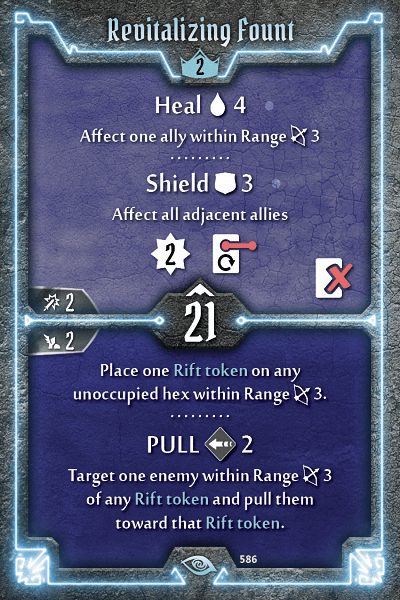 Revitalizing Fount
2
Heal 4
Affect one ally within Range 3
Shield 3
Affect all adjacent allies
2
2
21
2
Place one Rift token on any
unoccupied hex within Range 3.
PULL 2
Target one enemy within Range 3
of any Rift token and pull them
toward that Rift token.
586